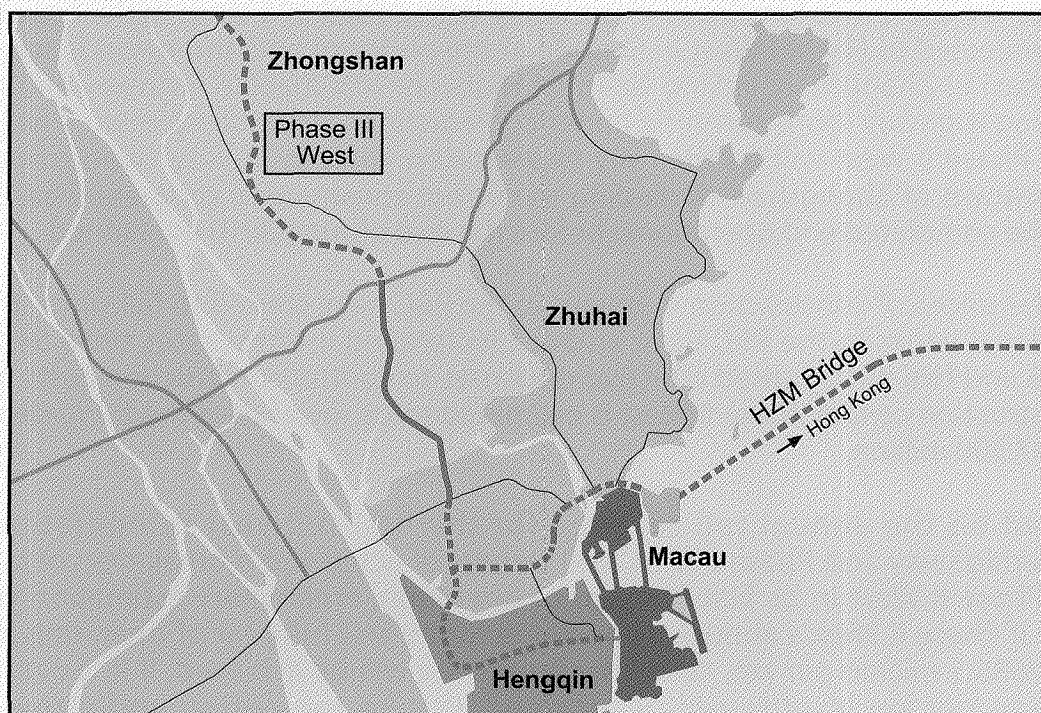 Zhongshan
Phase III
West
Zhuhai
HZM Bridge
Hong Kong
Macau
Hengqin